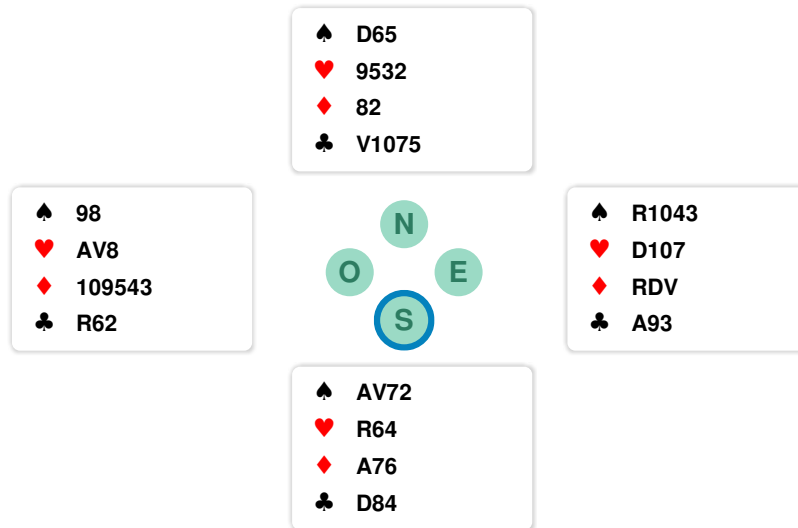 ♠ D65
♥ 9532
♦ 82
♣ V1075
♠ 98
♥ AV8
♦ 109543
♣ R62
N
O E
S
♠ R1043
♥ D107
♦ RDV
♣ A93
♠ AV72
♥ R64
♦ A76
♣ D84